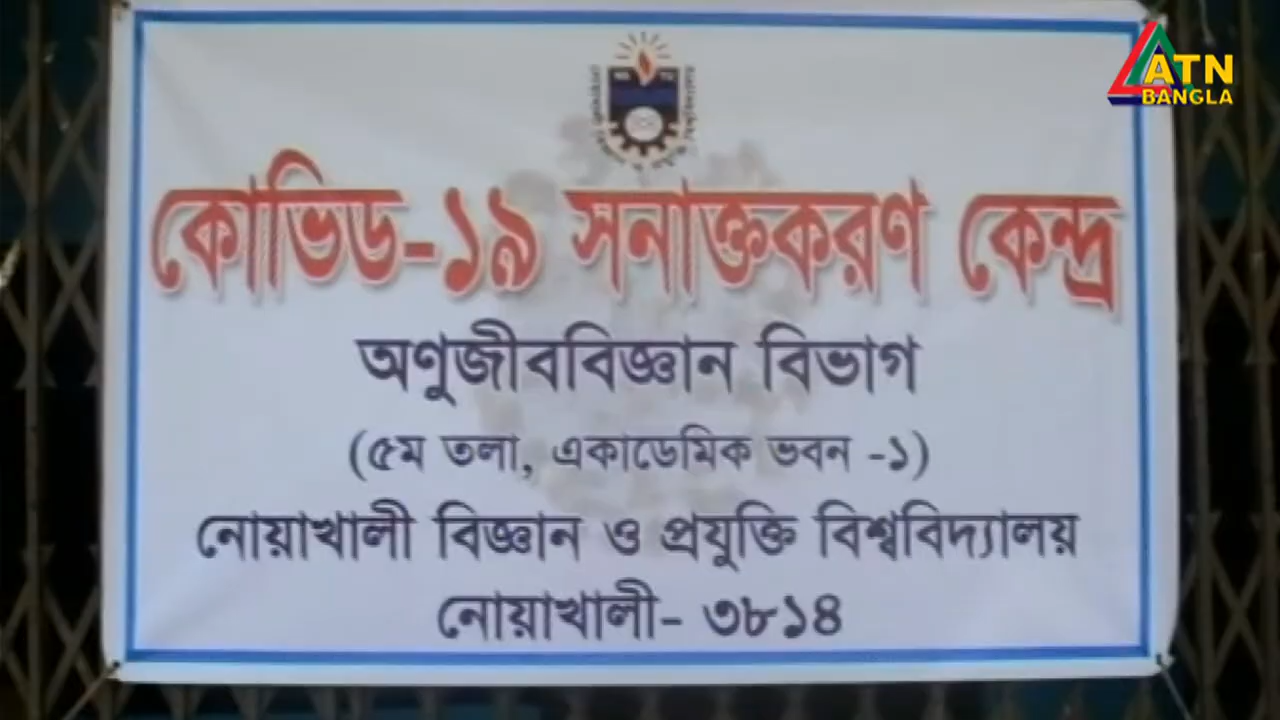 ATN
BANGLA
কোভিড-১৯ সনাক্তকরণ কেন্দ্র
অণুজীববিজ্ঞান বিভাগ
(৫ম তলা, একাডেমিক ভবন -১)
নোয়াখালী বিজ্ঞান ও প্রযুক্তি বিশ্ববিদ্যালয়
নোয়াখালী- ৩৮১৪